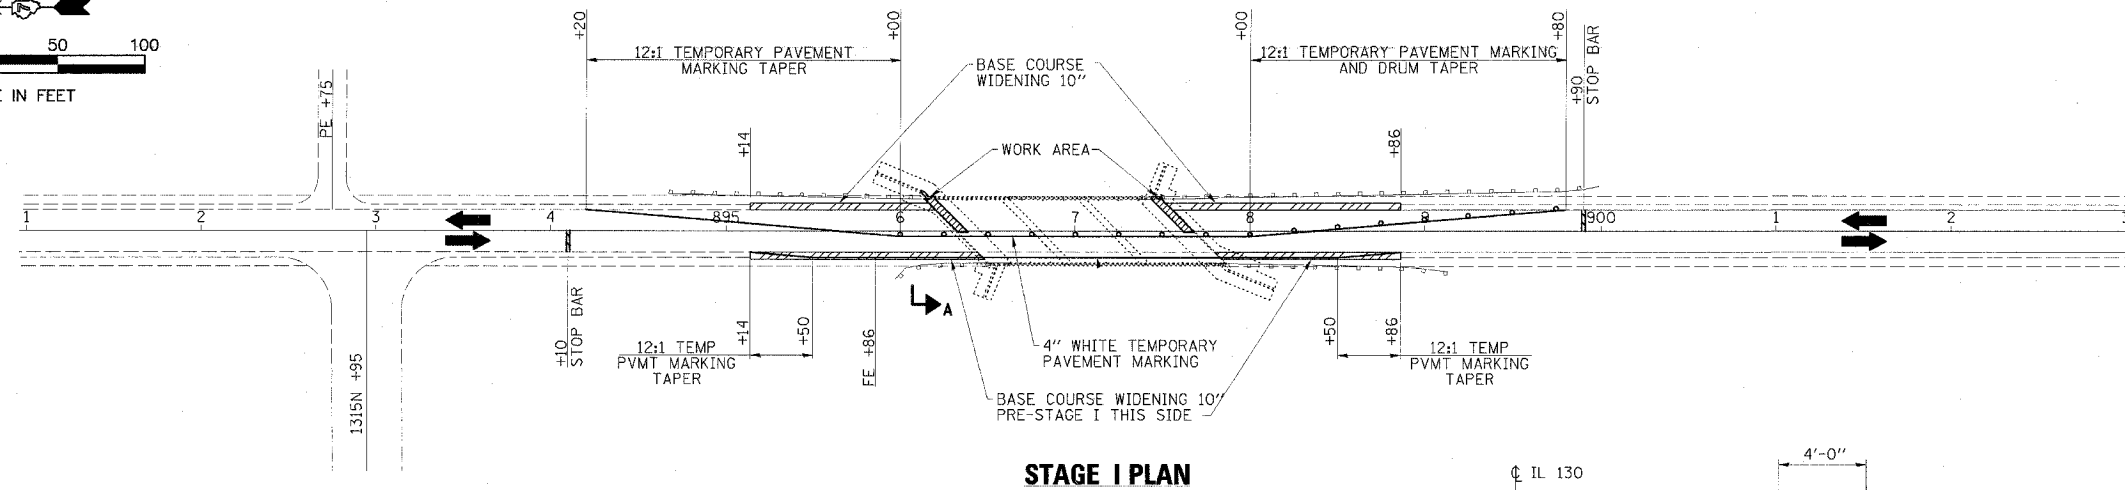 50 100
E IN FEET
+20
+00
+00
+80
12:1 TEMPORARY PAVEMENT
MARKING TAPER
12:1 TEMPORARY PAVEMENT MARKING
AND DRUM TAPER
+90
STOP BAR
BASE COURSE
WIDENING 10"
PE +75
+14
WORK AREA
+86
1 2 3 4 895 6 7 8 9 900 1 2
A
+10
STOP BAR
12:1 TEMP
PVMT MARKING
TAPER
+14
+50
FE +86
4" WHITE TEMPORARY
PAVEMENT MARKING
+50
+86
12:1 TEMP
PVMT MARKING
TAPER
1315N +95
BASE COURSE WIDENING 10"
PRE-STAGE I THIS SIDE
STAGE I PLAN
℄ IL 130
4'-0"